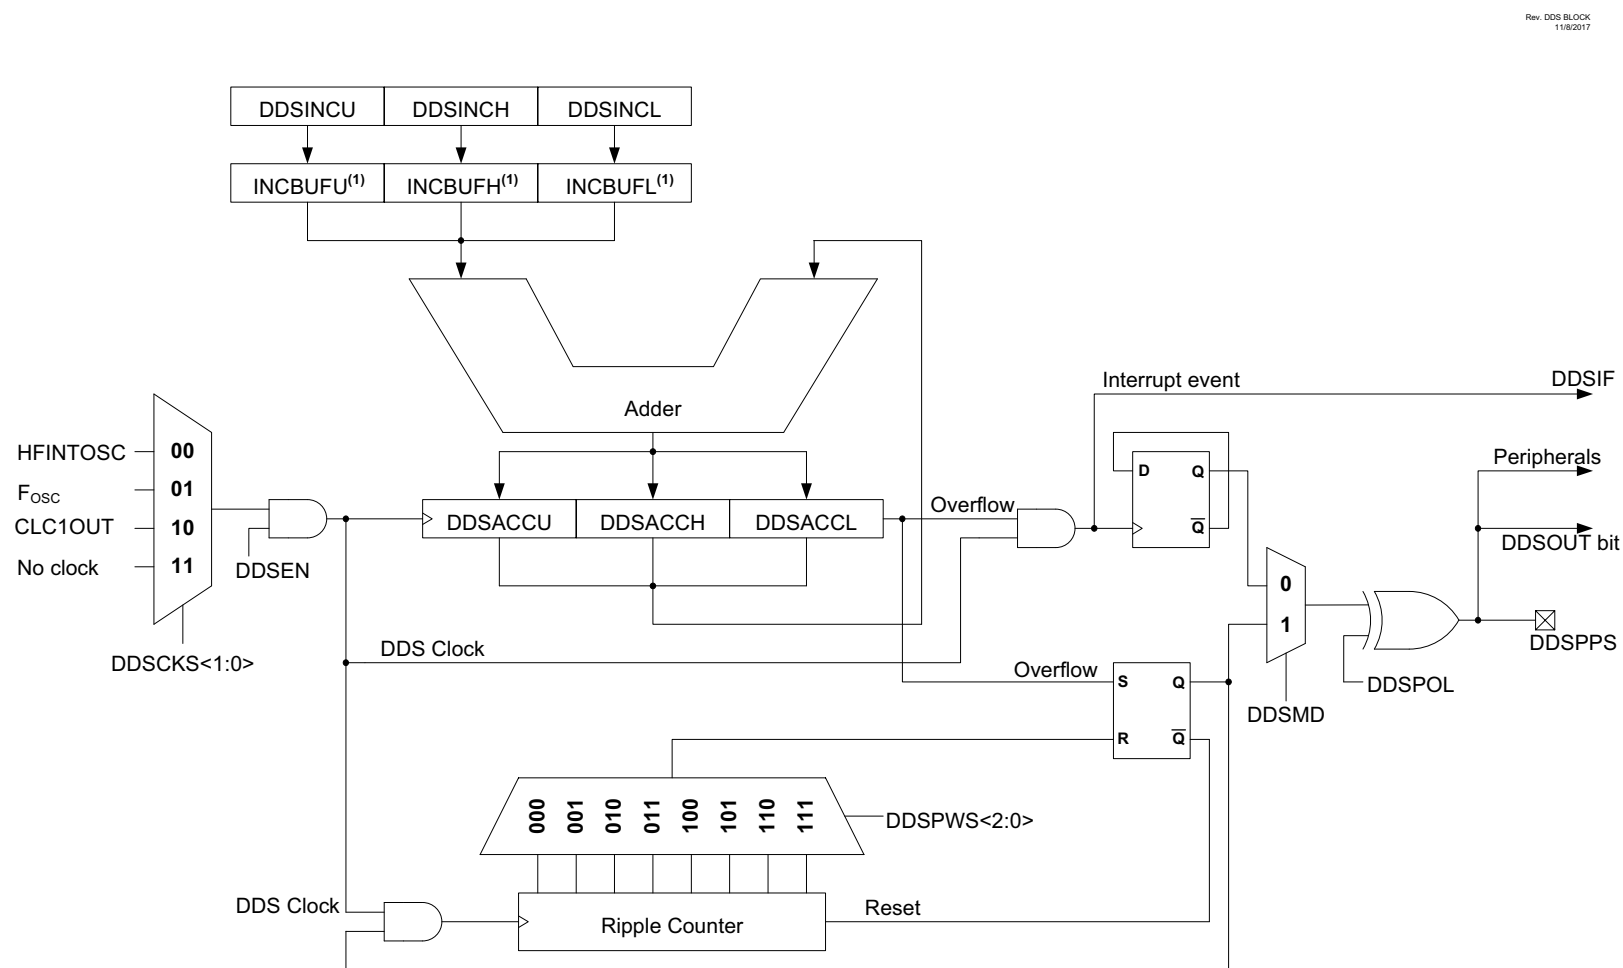 Rev. DDS BLOCK
11/8/2017
DDSINCU DDSINCH DDSINCL
INCBUFU(1) INCBUFH(1) INCBUFL(1)
Adder
Interrupt event
DDSIF
HFINTOSC 00
FOSC 01
CLC1OUT 10
No clock 11
DDSEN
DDSCKS<1:0>
DDSACCU DDSACCH DDSACCL
Overflow
D Q
Q
Peripherals
DDSOUT bit
0
1
DDSPPS
DDSPOL
DDSMD
DDS Clock
Overflow
S Q
R Q
000 001 010 011 100 101 110 111
DDSPWS<2:0>
DDS Clock
Ripple Counter
Reset